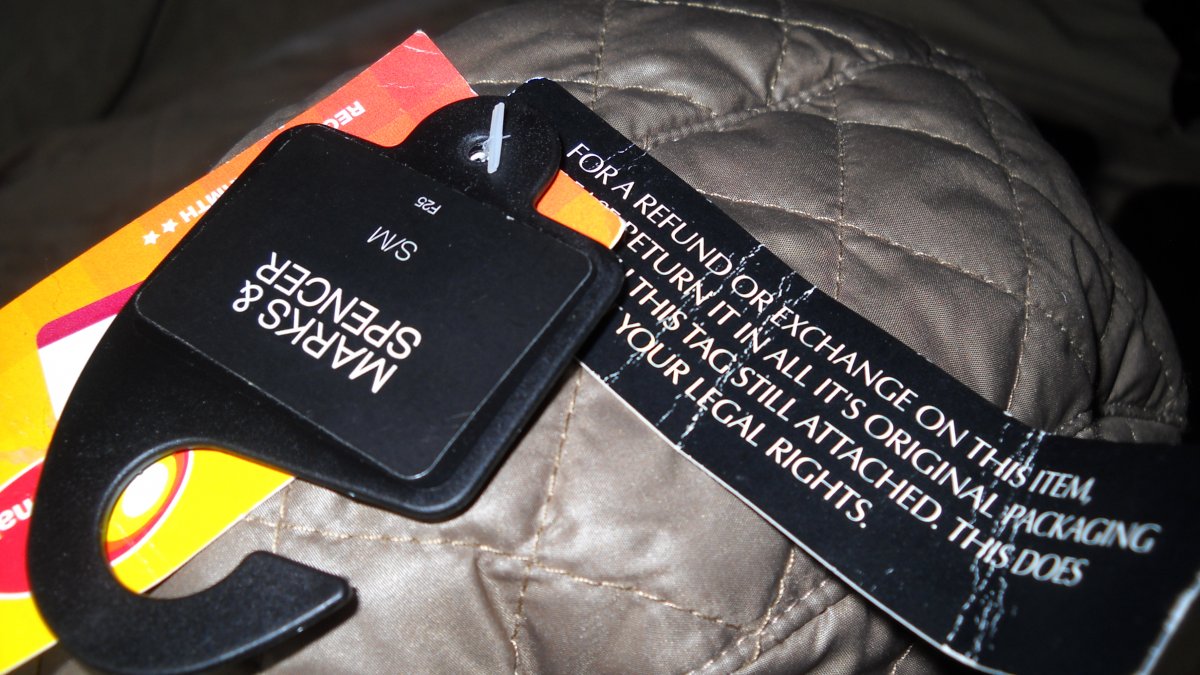 MARKS &
SPENCER
S/M
F25
FOR A REFUND OR EXCHANGE ON THIS ITEM,
RETURN IT IN ALL IT'S ORIGINAL PACKAGING
THIS TAG STILL ATTACHED. THIS DOES
YOUR LEGAL RIGHTS.